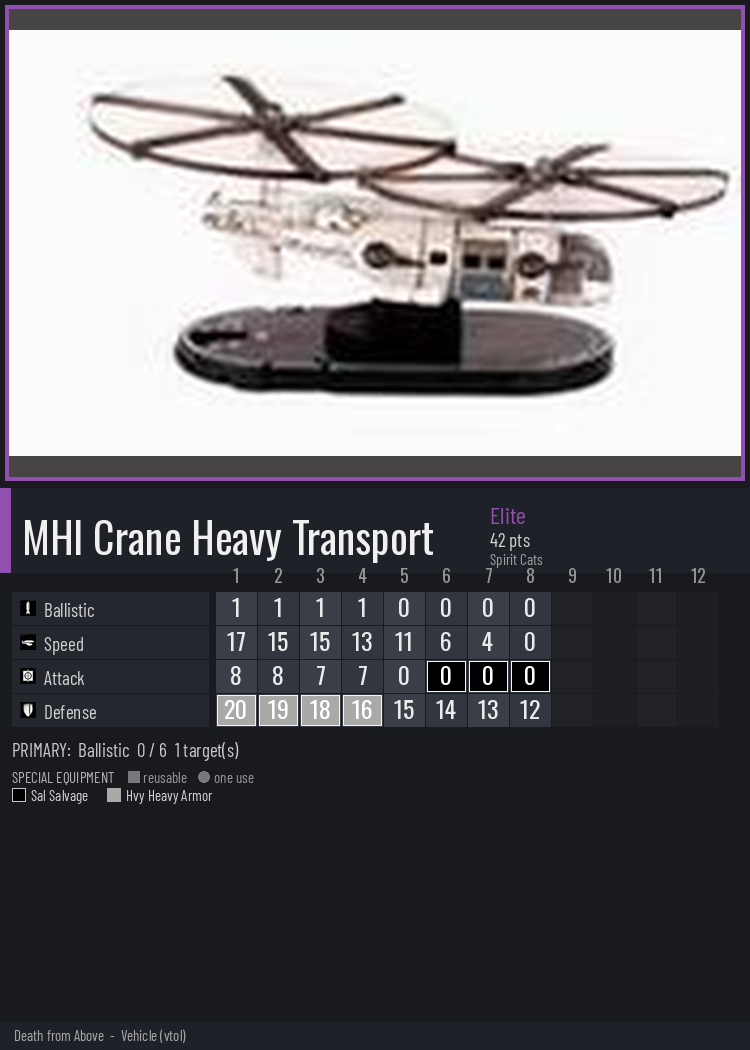 MHI Crane Heavy Transport
Elite
42 pts
Spirit Cats
1 2 3 4 5 6 7 8 9 10 11 12
Ballistic 1 1 1 1 0 0 0 0
Speed 17 15 15 13 11 6 4 0
Attack 8 8 7 7 0 0 0 0
Defense 20 19 18 16 15 14 13 12
PRIMARY: Ballistic 0 / 6 1 target(s)
SPECIAL EQUIPMENT reusable one use
Sal Salvage Hvy Heavy Armor
Death from Above - Vehicle (vtol)